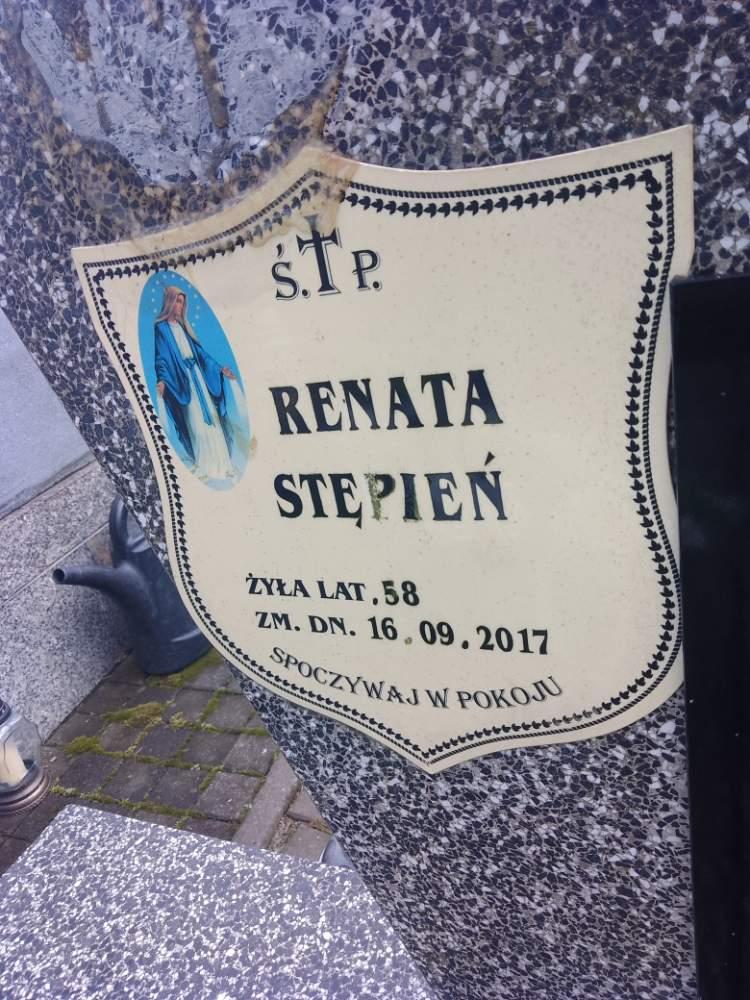 Ś.†P.
RENATA
STĘPIEŃ
ŻYŁA LAT.58
ZM. DN. 16.09.2017
SPOCZYWAJ W POKOJU